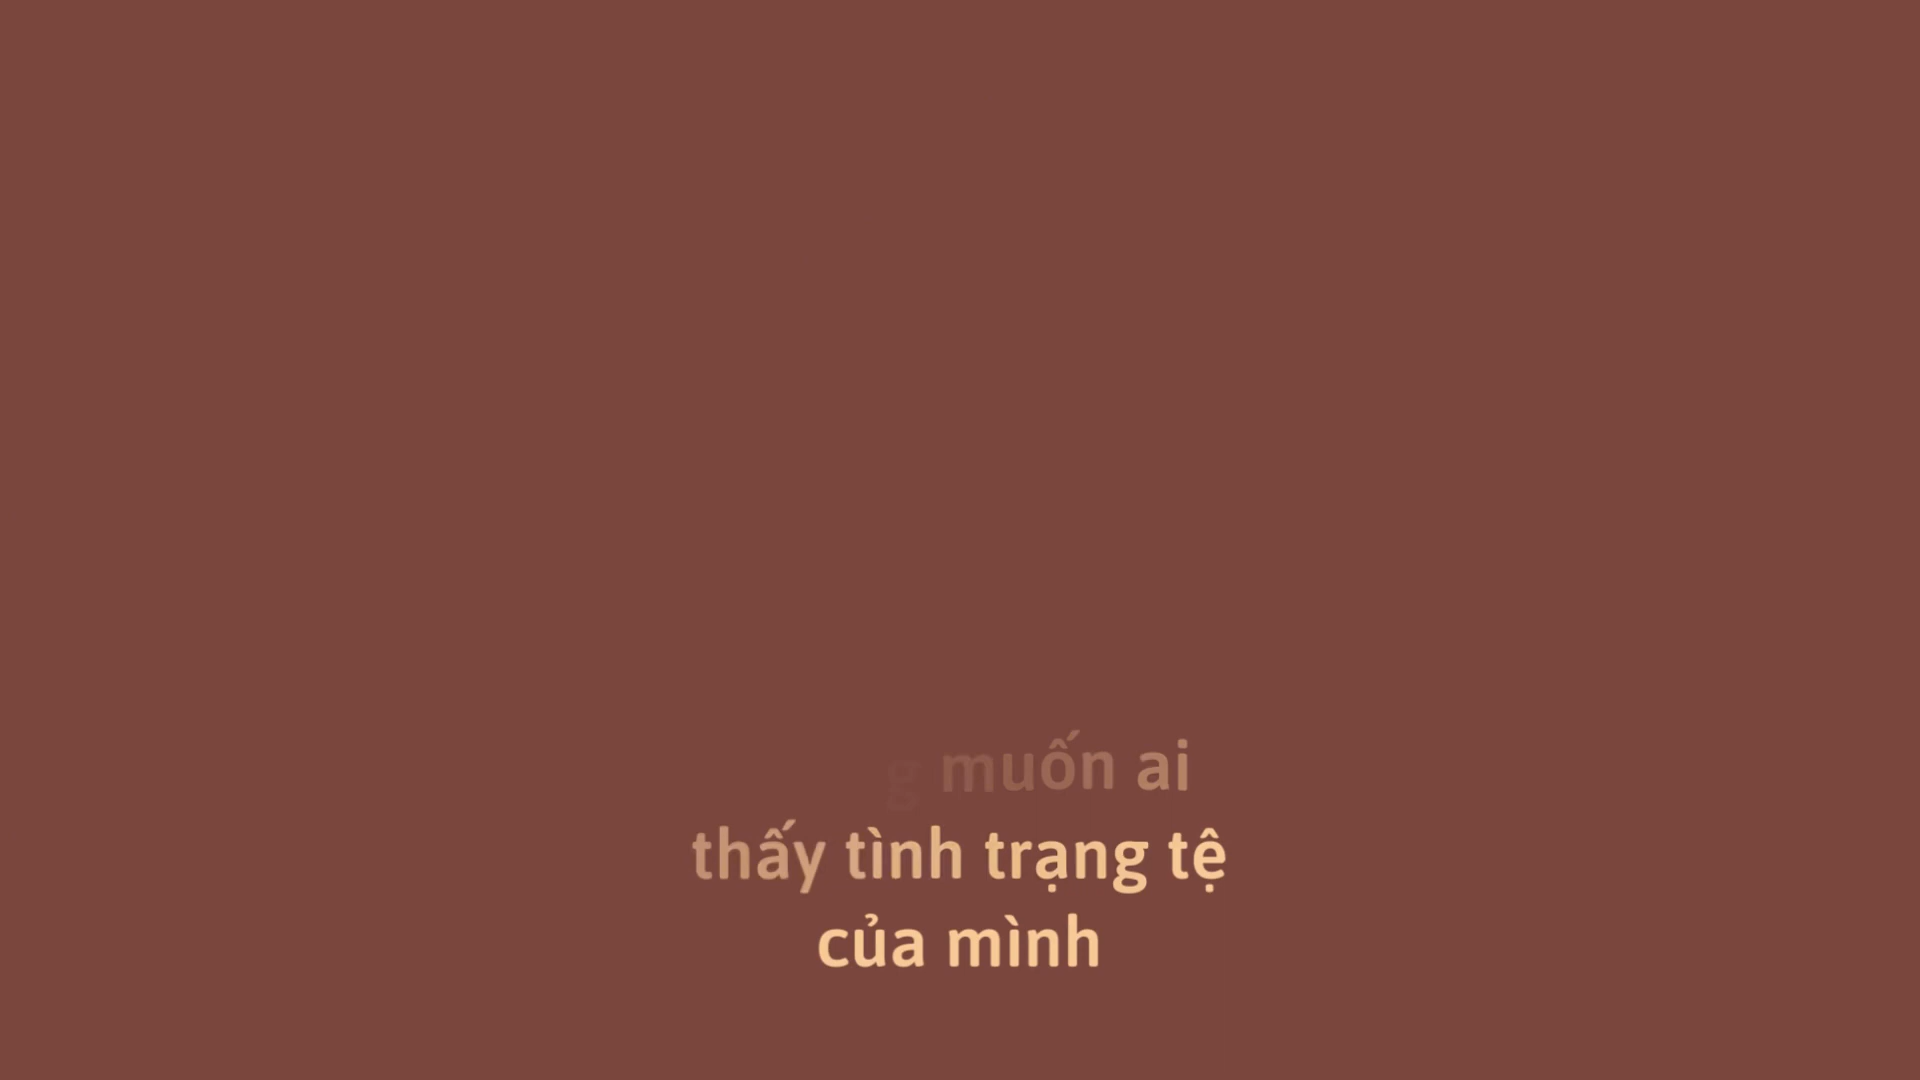 muốn ai
thấy tình trạng tệ
của mình